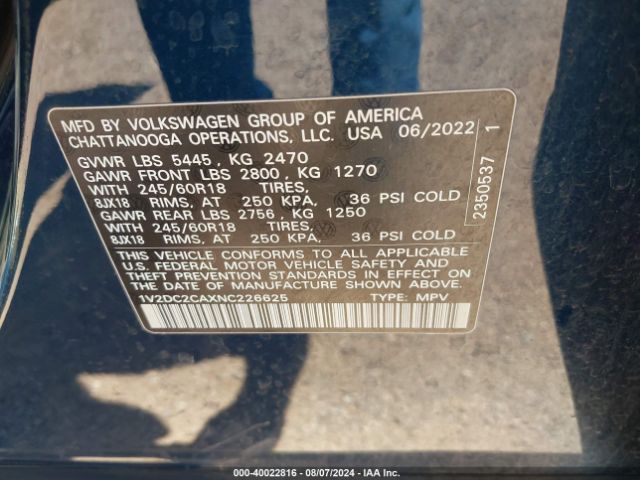 MFD BY VOLKSWAGEN GROUP OF AMERICA
CHATTANOOGA OPERATIONS, LLC. USA 06/2022
GVWR LBS 5445 , KG 2470
GAWR FRONT LBS 2800 , KG 1270
WITH 245/60R18 TIRES,
8JX18 RIMS, AT 250 KPA, 36 PSI COLD
GAWR REAR LBS 2756 , KG 1250
WITH 245/60R18 TIRES,
8JX18 RIMS, AT 250 KPA, 36 PSI COLD
THIS VEHICLE CONFORMS TO ALL APPLICABLE
U.S. FEDERAL MOTOR VEHICLE SAFETY AND
THEFT PREVENTION STANDARDS IN EFFECT ON
THE DATE OF MANUFACTURE SHOWN ABOVE.
1V2DC2CAXNC226625 TYPE: MPV
2350537 1
000-40022816 - 08/07/2024 - IAA Inc.